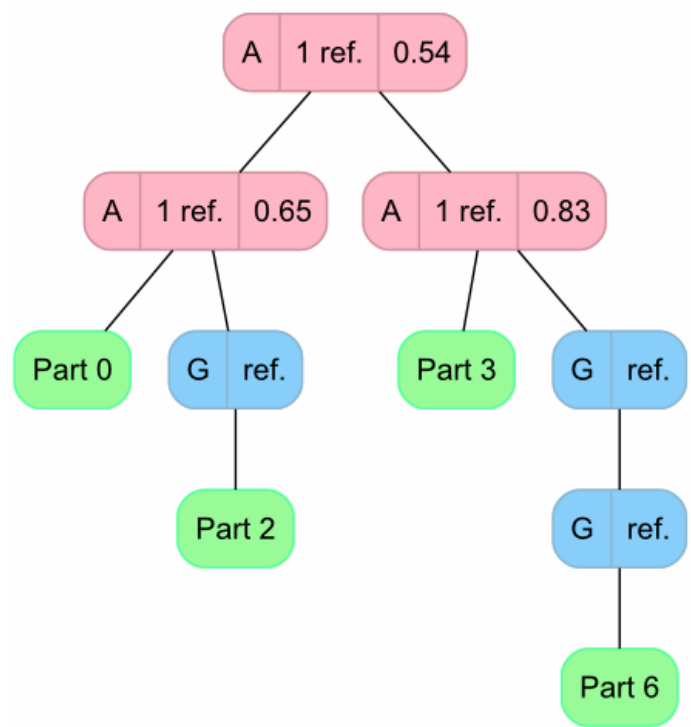 A 1 ref. 0.54
A 1 ref. 0.65
A 1 ref. 0.83
Part 0
G ref.
Part 3
G ref.
Part 2
G ref.
Part 6